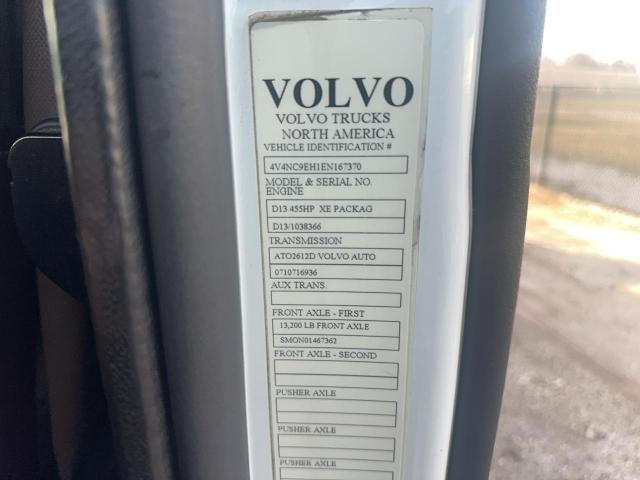 VOLVO
VOLVO TRUCKS
NORTH AMERICA
VEHICLE IDENTIFICATION #
4V4NC9EH1EN167370
MODEL & SERIAL NO.
ENGINE
D13 455HP XE PACKAG
D13/1038366
TRANSMISSION
ATO2612D VOLVO AUTO
0710716936
AUX TRANS.
FRONT AXLE - FIRST
13,200 LB FRONT AXLE
SMON01467362
FRONT AXLE - SECOND
PUSHER AXLE
PUSHER AXLE
PUSHER AXLE